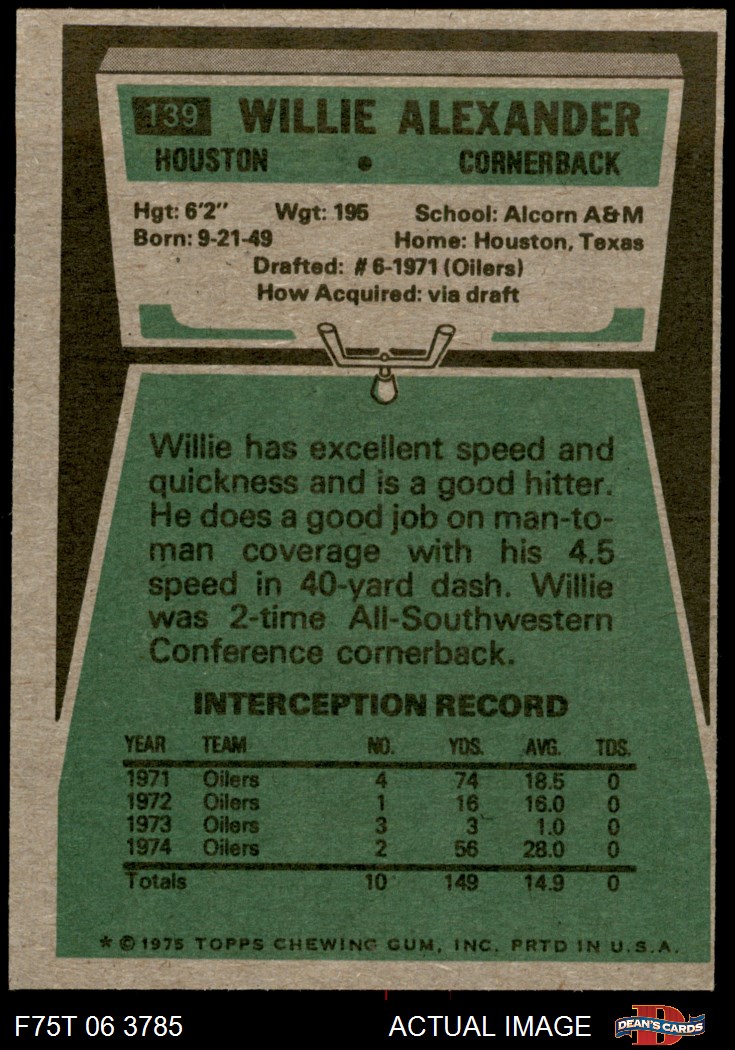 139 WILLIE ALEXANDER
HOUSTON • CORNERBACK
Hgt: 6'2" Wgt: 195 School: Alcorn A&M
Born: 9-21-49 Home: Houston, Texas
Drafted: #6-1971 (Oilers)
How Acquired: via draft
Willie has excellent speed and
quickness and is a good hitter.
He does a good job on man-to-
man coverage with his 4.5
speed in 40-yard dash. Willie
was 2-time All-Southwestern
Conference cornerback.
INTERCEPTION RECORD
YEAR TEAM NO. YDS. AVG. TDS.
1971 Oilers 4 74 18.5 0
1972 Oilers 1 16 16.0 0
1973 Oilers 3 3 1.0 0
1974 Oilers 2 56 28.0 0
Totals 10 149 14.9 0
* © 1975 TOPPS CHEWING GUM, INC. PRTD IN U.S.A.
F75T 06 3785 ACTUAL IMAGE D DEAN'S CARDS